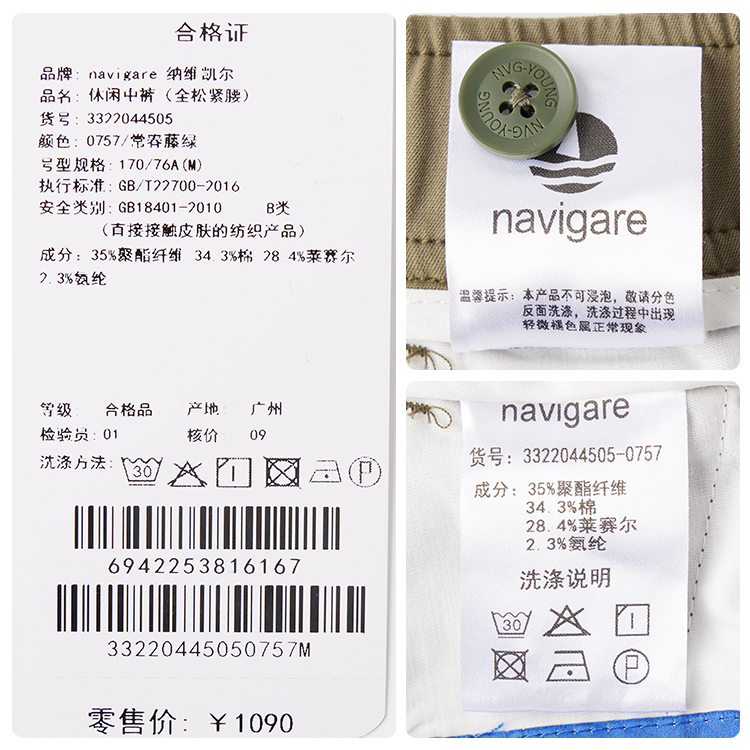 合格证
品牌: navigare 纳维凯尔
品名: 休闲中裤（全松紧腰）
货号: 3322044505
颜色: 0757/常春藤绿
号型规格: 170/76A(M)
执行标准: GB/T22700-2016
安全类别: GB18401-2010 B类
（直接接触皮肤的纺织产品）
成分: 35%聚酯纤维 34.3%棉 28.4%莱赛尔
2.3%氨纶
等级: 合格品 产地: 广州
检验员: 01 核价: 09
洗涤方法: 30 P
6942253816167
33220445050757M
零售价: ￥1090
NVG-YOUNG
NVG-YOUNG
navigare
温馨提示: 本产品不可浸泡, 敬请分色
反面洗涤, 洗涤过程中出现
轻微褪色属正常现象
navigare
货号: 3322044505-0757
成分: 35%聚酯纤维
34.3%棉
28.4%莱赛尔
2.3%氨纶
洗涤说明
30
P